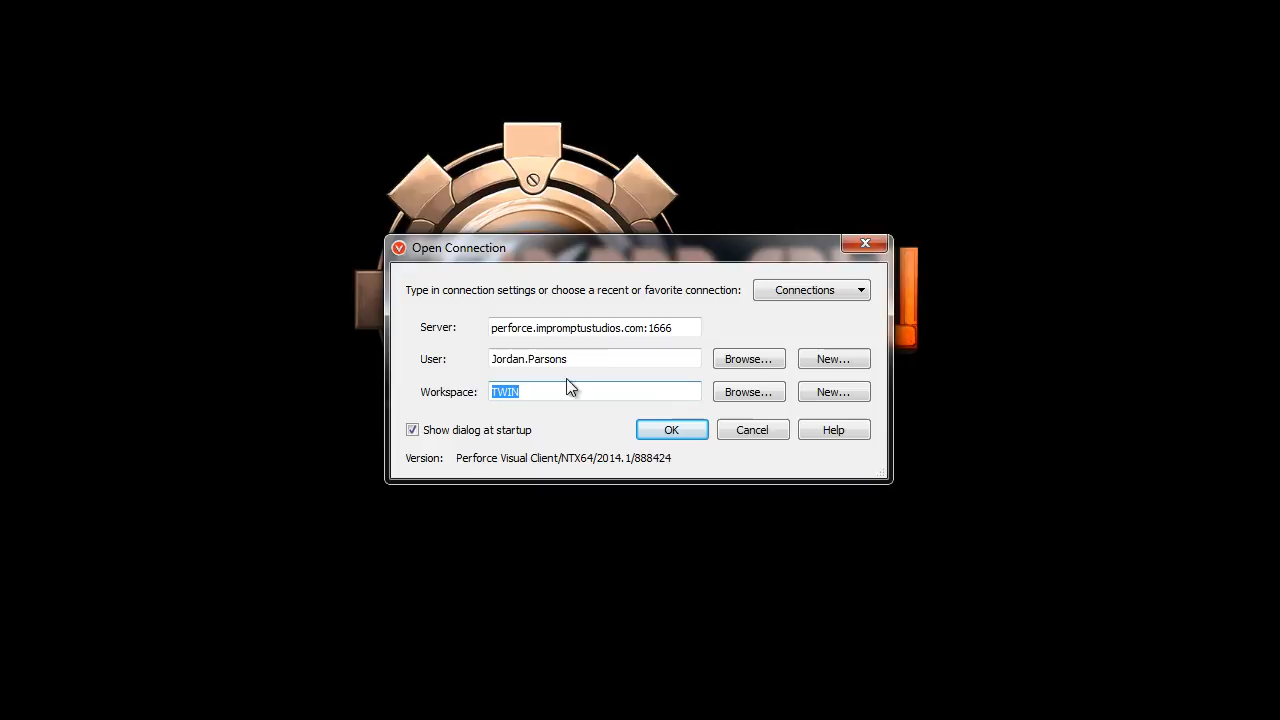 Open Connection
Type in connection settings or choose a recent or favorite connection: Connections
Server: perforce.impromptustudios.com:1666
User: Jordan.Parsons Browse... New...
Workspace: TWIN Browse... New...
Show dialog at startup OK Cancel Help
Version: Perforce Visual Client/NTX64/2014.1/888424